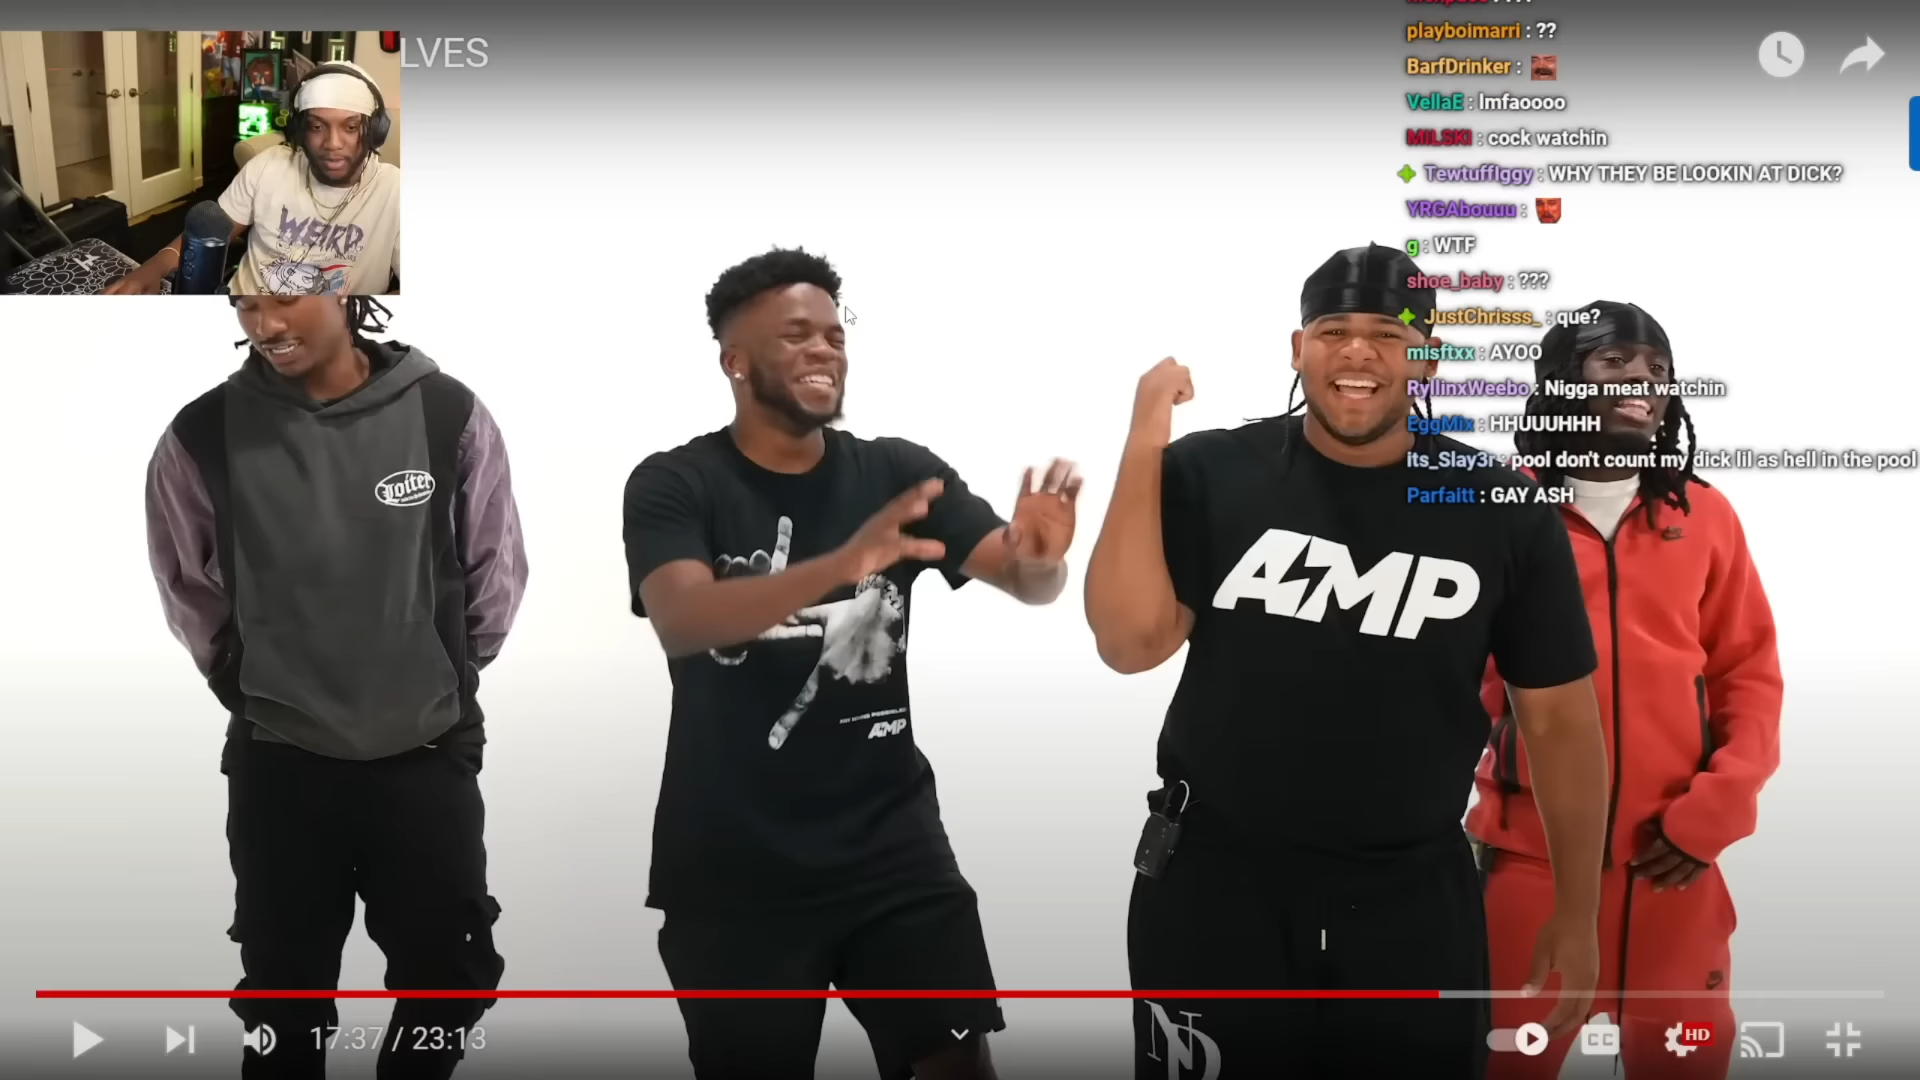 LVES
playboimarri : ??
BarfDrinker :
VellaE : lmfaoooo
MILSKI : cock watchin
TewtuffIggy : WHY THEY BE LOOKIN AT DICK?
YRGAbouuu :
g : WTF
shoe_baby : ???
JustChrisss_ : que?
misftxx : AYOO
RyllinxWeebo : Nigga meat watchin
EggMix : HHUUUHHH
its_Slay3r : pool don't count my dick lil as hell in the pool
Parfaitt : GAY ASH
WEIRD
Loiter
AMP
AMP
17:37 / 23:13
CC
HD